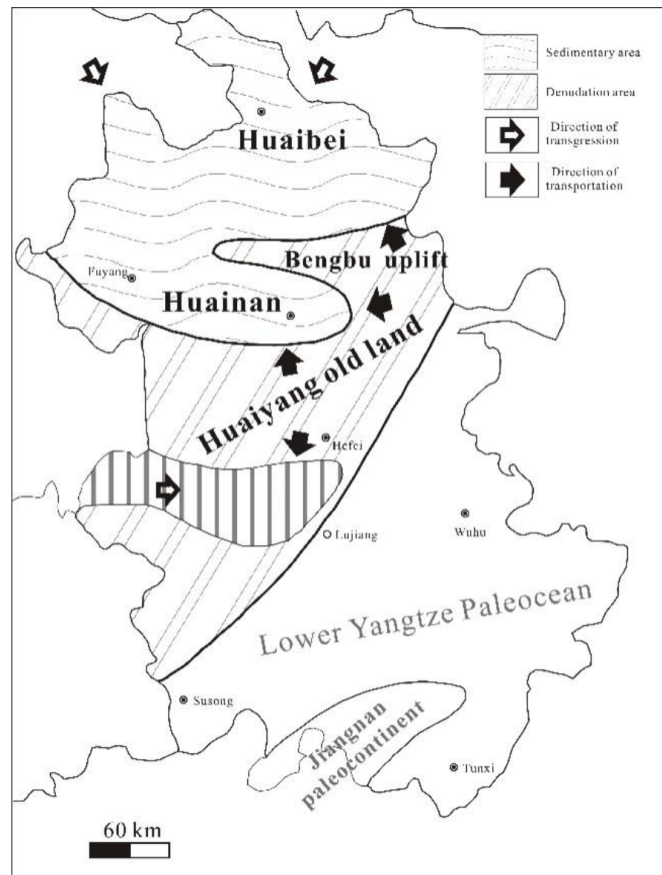 Sedimentary area
Denudation area
Direction of
transgression
Direction of
transportation
Huaibei
Bengbu uplift
Fuyang
Huainan
Huaiyang old land
Hefei
Lujiang
Wuhu
Lower Yangtze Paleocean
Susong
Jiangnan
paleocontinent
Tunxi
60 km